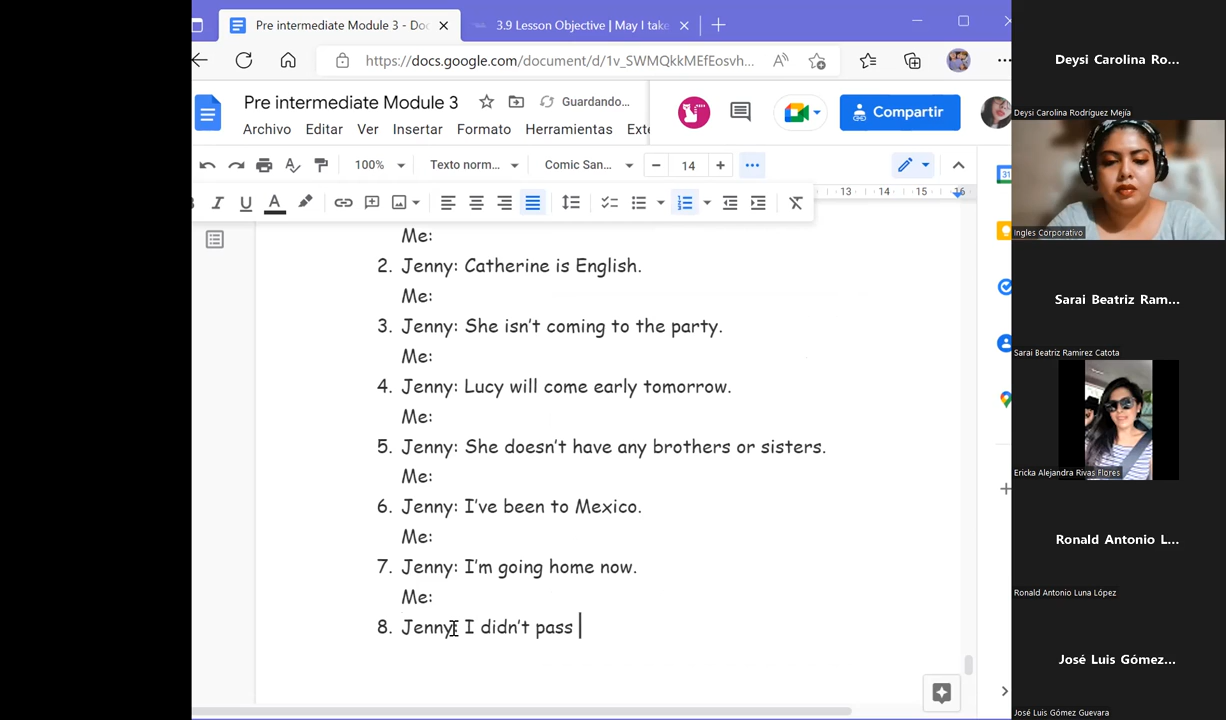 Pre intermediate Module 3 - Doc
3.9 Lesson Objective | May I take
https://docs.google.com/document/d/1v_SWMQkkMEfEosvh...
Pre intermediate Module 3
Guardando...
Compartir
Archivo Editar Ver Insertar Formato Herramientas Exte
100% Texto norm... Comic San... 14
13 14 15 16
Me:
2. Jenny: Catherine is English.
Me:
3. Jenny: She isn't coming to the party.
Me:
4. Jenny: Lucy will come early tomorrow.
Me:
5. Jenny: She doesn't have any brothers or sisters.
Me:
6. Jenny: I've been to Mexico.
Me:
7. Jenny: I'm going home now.
Me:
8. Jenny: I didn't pass
Deysi Carolina Ro...
Deysi Carolina Rodríguez Mejía
Ingles Corporativo
Sarai Beatriz Ram...
Sarai Beatriz Ramirez Catota
Ericka Alejandra Rivas Flores
Ronald Antonio L...
Ronald Antonio Luna López
José Luis Gómez...
José Luis Gómez Guevara